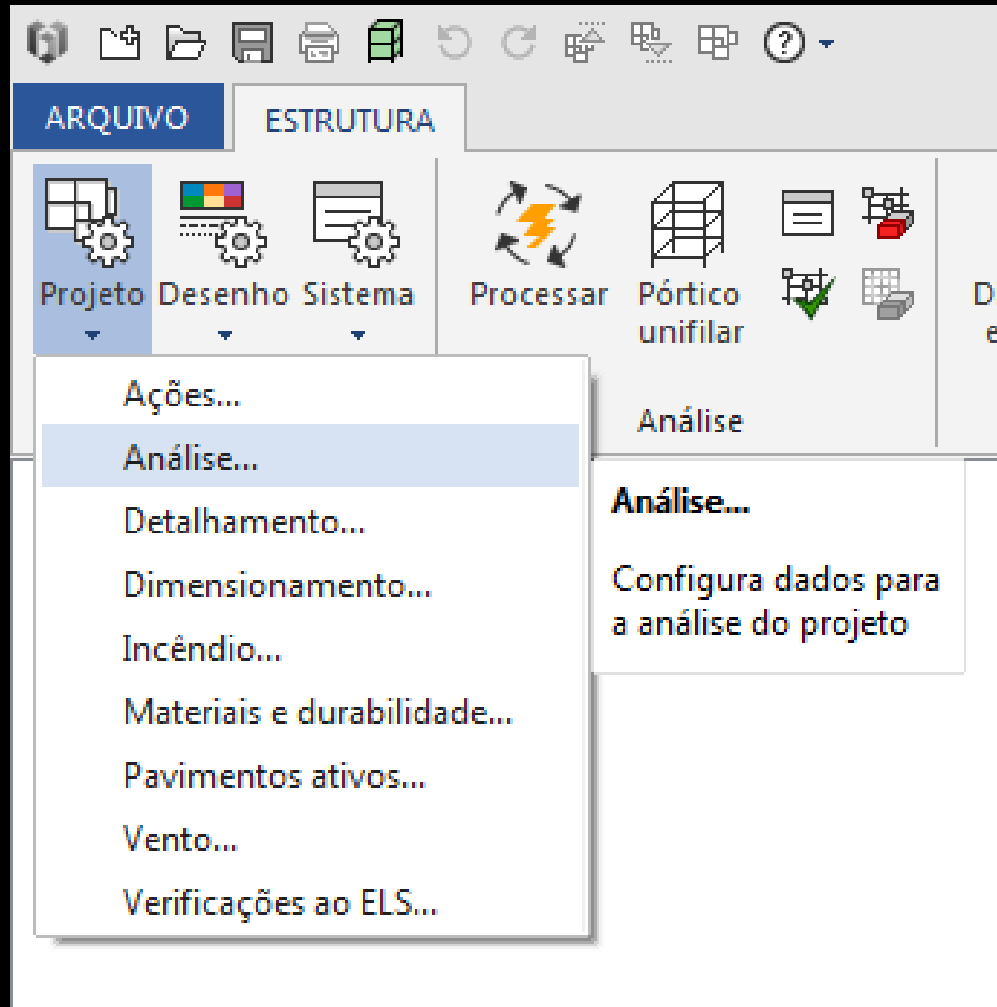 ARQUIVO
ESTRUTURA
Projeto
Desenho
Sistema
Processar
Pórtico
unifilar
Análise
Ações...
Análise...
Detalhamento...
Dimensionamento...
Incêndio...
Materiais e durabilidade...
Pavimentos ativos...
Vento...
Verificações ao ELS...
Análise...
Configura dados para
a análise do projeto